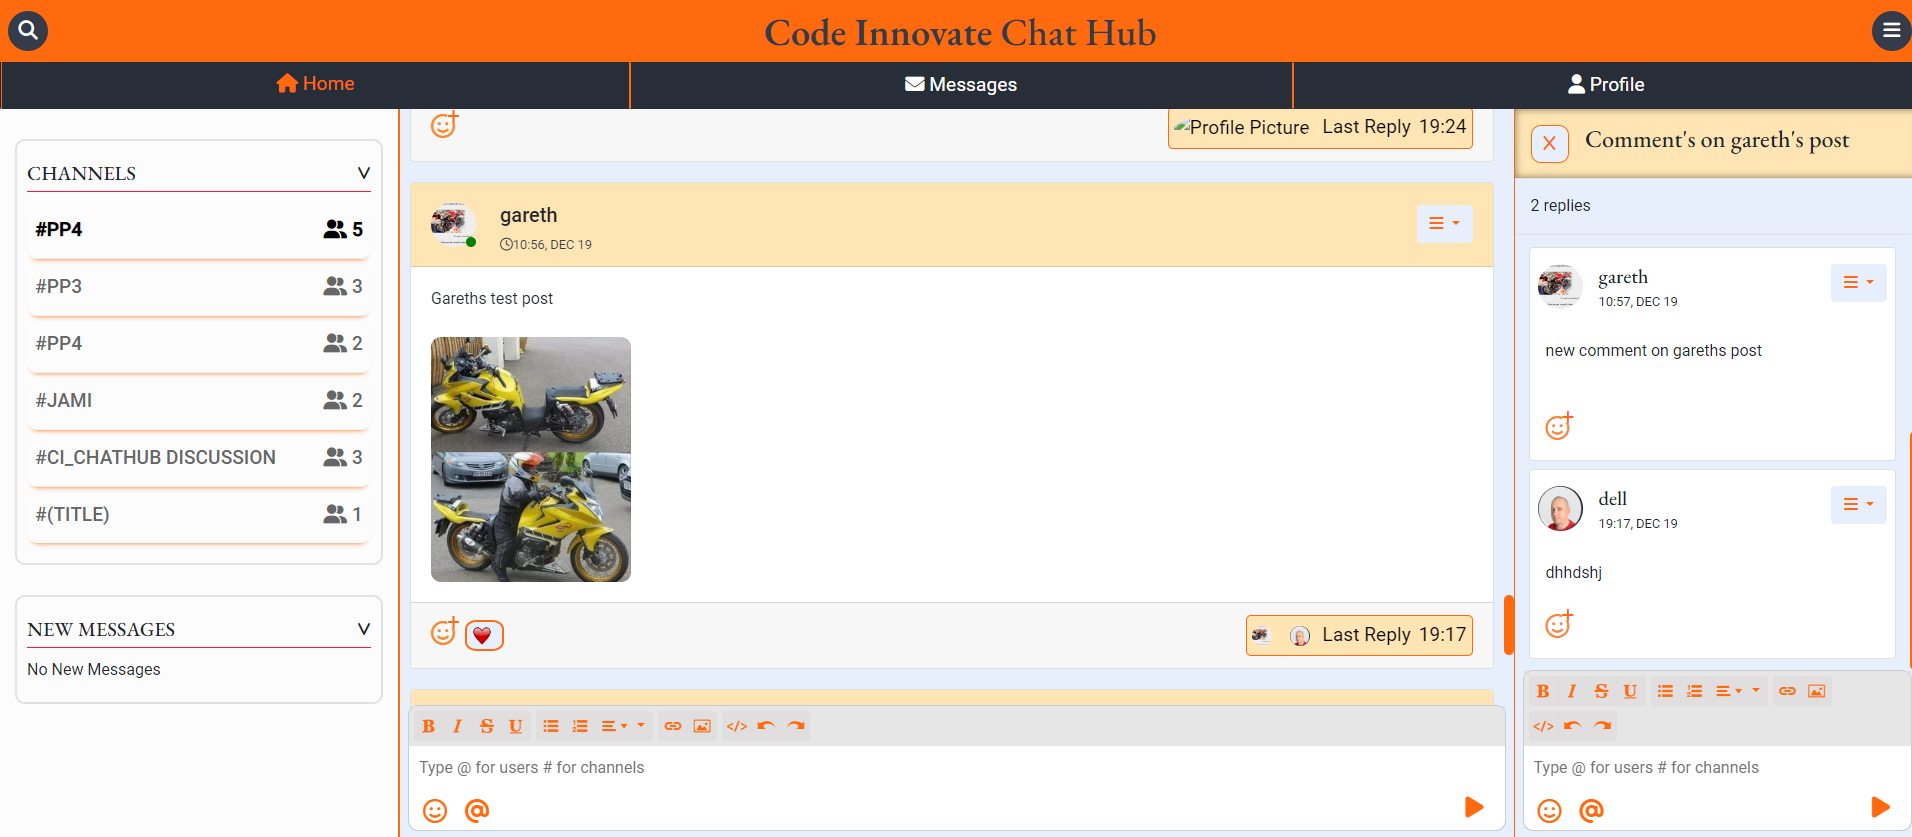 Code Innovate Chat Hub
Home
Messages
Profile
CHANNELS
#PP4 5
#PP3 3
#PP4 2
#JAMI 2
#CI_CHATHUB DISCUSSION 3
#(TITLE) 1
NEW MESSAGES
No New Messages
Profile Picture Last Reply 19:24
gareth
10:56, DEC 19
Gareths test post
Last Reply 19:17
B I S U </>
Type @ for users # for channels
@
X Comment's on gareth's post
2 replies
gareth
10:57, DEC 19
new comment on gareths post
dell
19:17, DEC 19
dhhdshj
B I S U
</>
Type @ for users # for channels
@